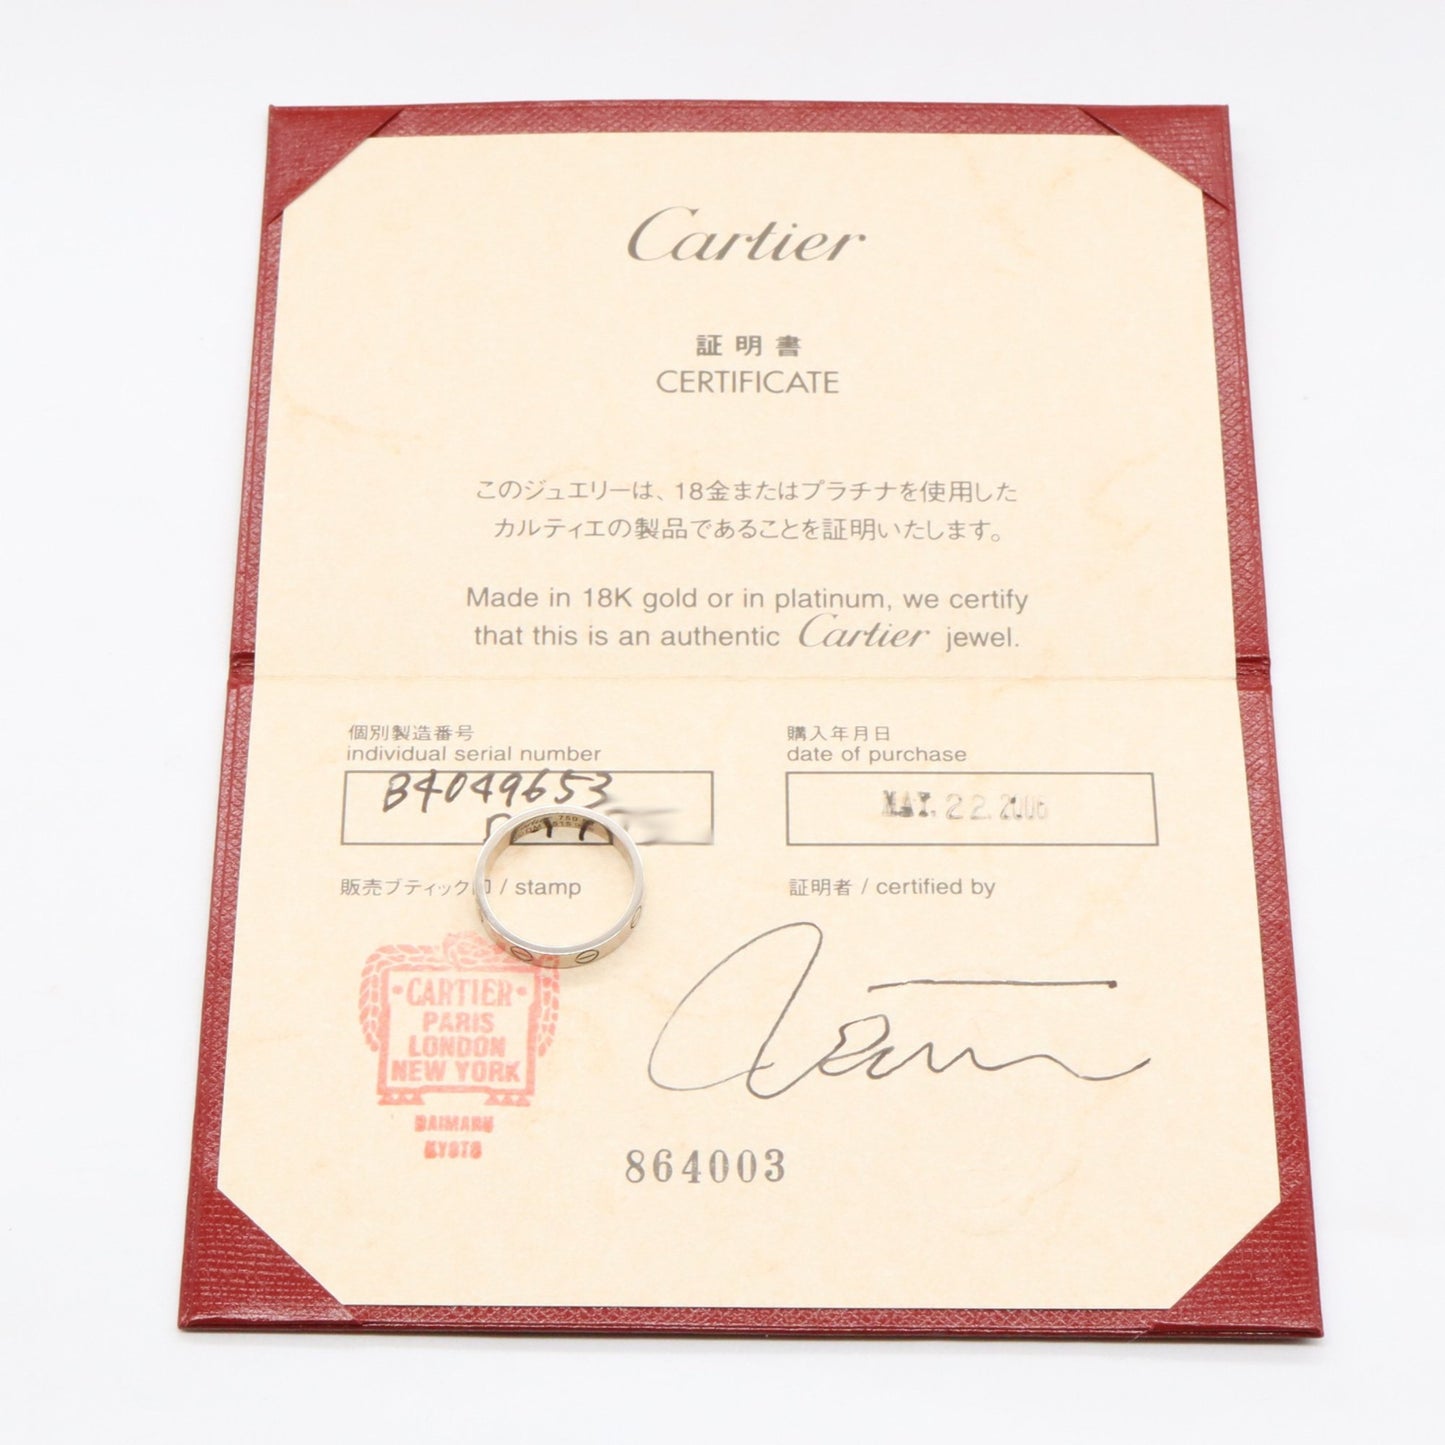 Cartier
証明書
CERTIFICATE
このジュエリーは、18金またはプラチナを使用した
カルティエの製品であることを証明いたします。
Made in 18K gold or in platinum, we certify
that this is an authentic Cartier jewel.
個別製造番号
individual serial number
B4049653
購入年月日
date of purchase
MAY. 22. 2006
販売ブティック印 / stamp
750
証明者 / certified by
CARTIER
PARIS
LONDON
NEW YORK
DAIMARU
KYOTO
864003